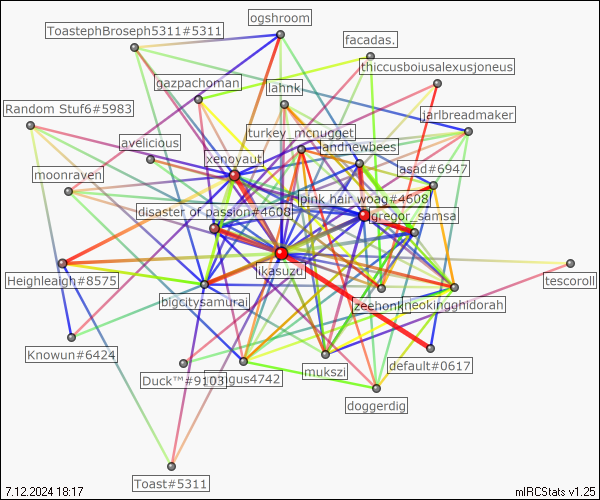 ogshroom
ToastephBroseph5311#5311
facadas.
thiccusboiusalexusjoneus
gazpachoman
lahnk
Random Stuf6#5983
jarlbreadmaker
turkey_mcnugget
avelicious
andnewbees
xenoyaut
asad#6947
moonraven
pink hair woag#4608
disaster of passion#4608
gregor_samsa
ikasuzu
Heighleaigh#8575
tescoroll
bigcitysamurai
zeehonk
neokingghidorah
Knowun#6424
default#0617
mukszi
Duck™#9103
gus4742
doggerdig
Toast#5311
7.12.2024 18:17
mIRCStats v1.25